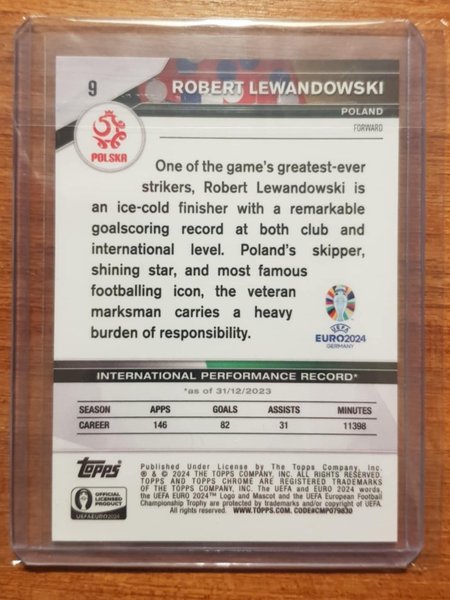 9
ROBERT LEWANDOWSKI
POLAND
FORWARD
POLSKA
One of the game's greatest-ever
strikers, Robert Lewandowski is
an ice-cold finisher with a remarkable
goalscoring record at both club and
international level. Poland's skipper,
shining star, and most famous
footballing icon, the veteran
marksman carries a heavy
burden of responsibility.
UEFA
EURO2024
GERMANY
INTERNATIONAL PERFORMANCE RECORD*
*as of 31/12/2023
SEASON APPS GOALS ASSISTS MINUTES
CAREER 146 82 31 11398
Topps
OFFICIAL
LICENSED
PRODUCT
UEFAEURO2024
Published Under License by The Topps Company, Inc.
® & © 2024 THE TOPPS COMPANY, INC. ALL RIGHTS RESERVED.
TOPPS AND TOPPS CHROME ARE REGISTERED TRADEMARKS
OF THE TOPPS COMPANY, INC. The UEFA and EURO 2024 words,
the UEFA EURO 2024™ Logo and Mascot and the UEFA European Football
Championship Trophy are protected by trademarks and/or copyright of UEFA.
All rights reserved. WWW.TOPPS.COM. CODE#CMP079830